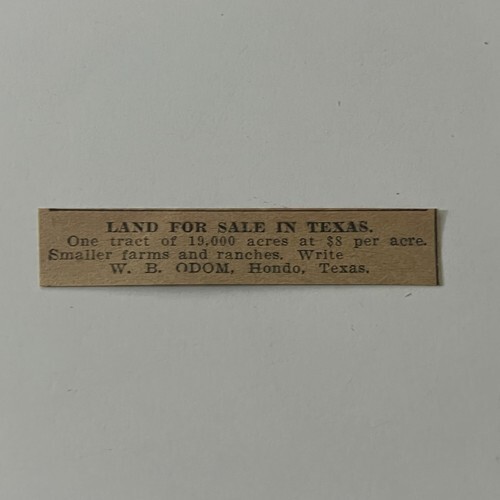 LAND FOR SALE IN TEXAS.
One tract of 19,000 acres at $8 per acre.
Smaller farms and ranches. Write
W. B. ODOM, Hondo, Texas.